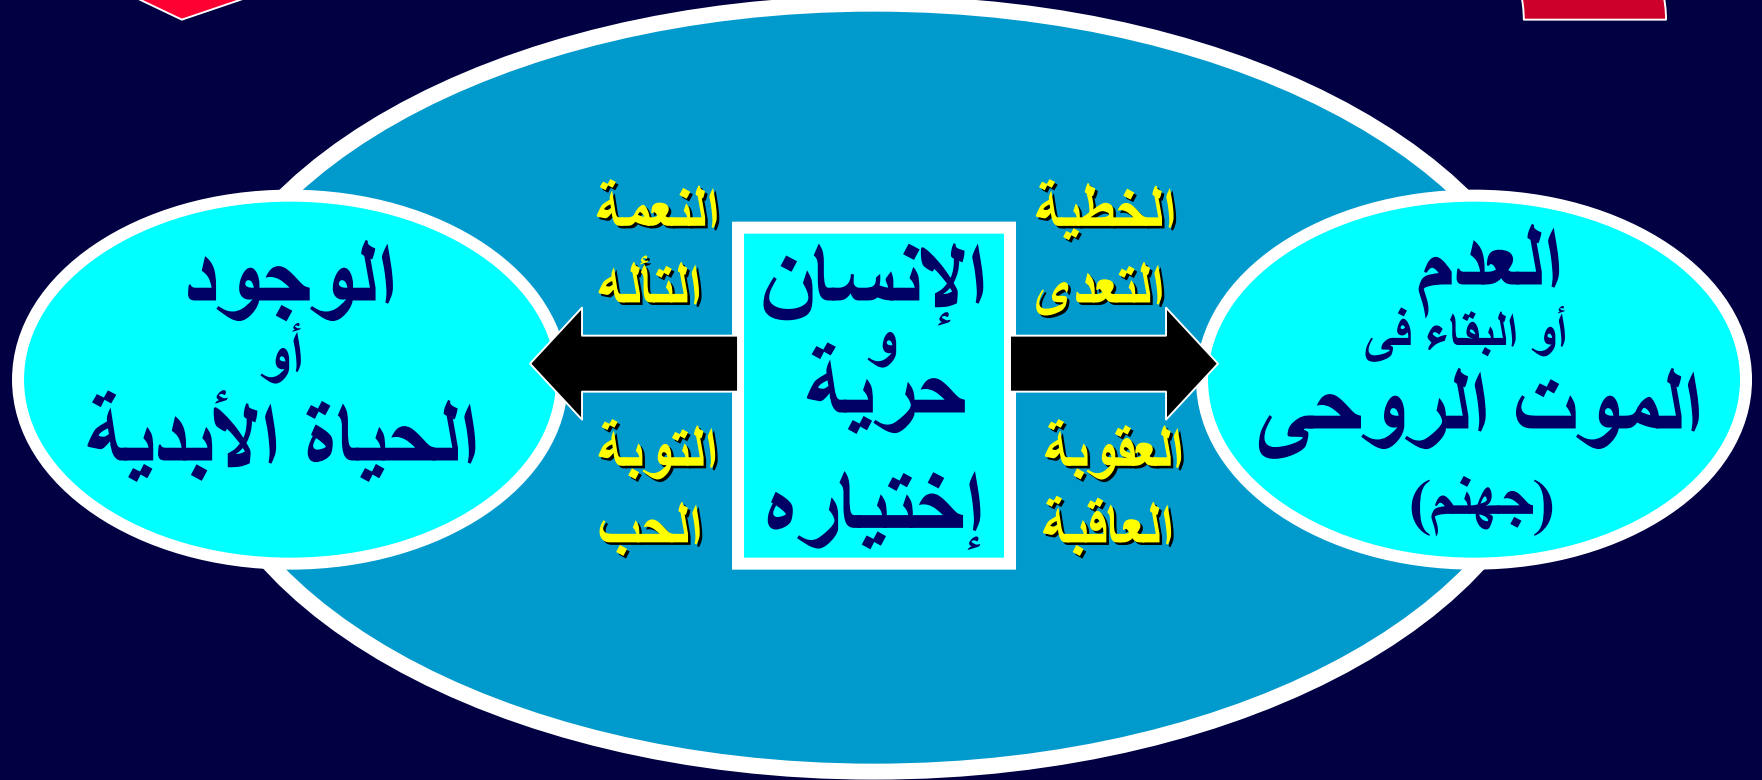 العدم
أو البقاء فى
الموت الروحى
(جهنم)
الخطية
التعدى
العقوبة
العاقبة
الإنسان
و
حرية
إختياره
النعمة
التأله
التوبة
الحب
الوجود
أو
الحياة الأبدية